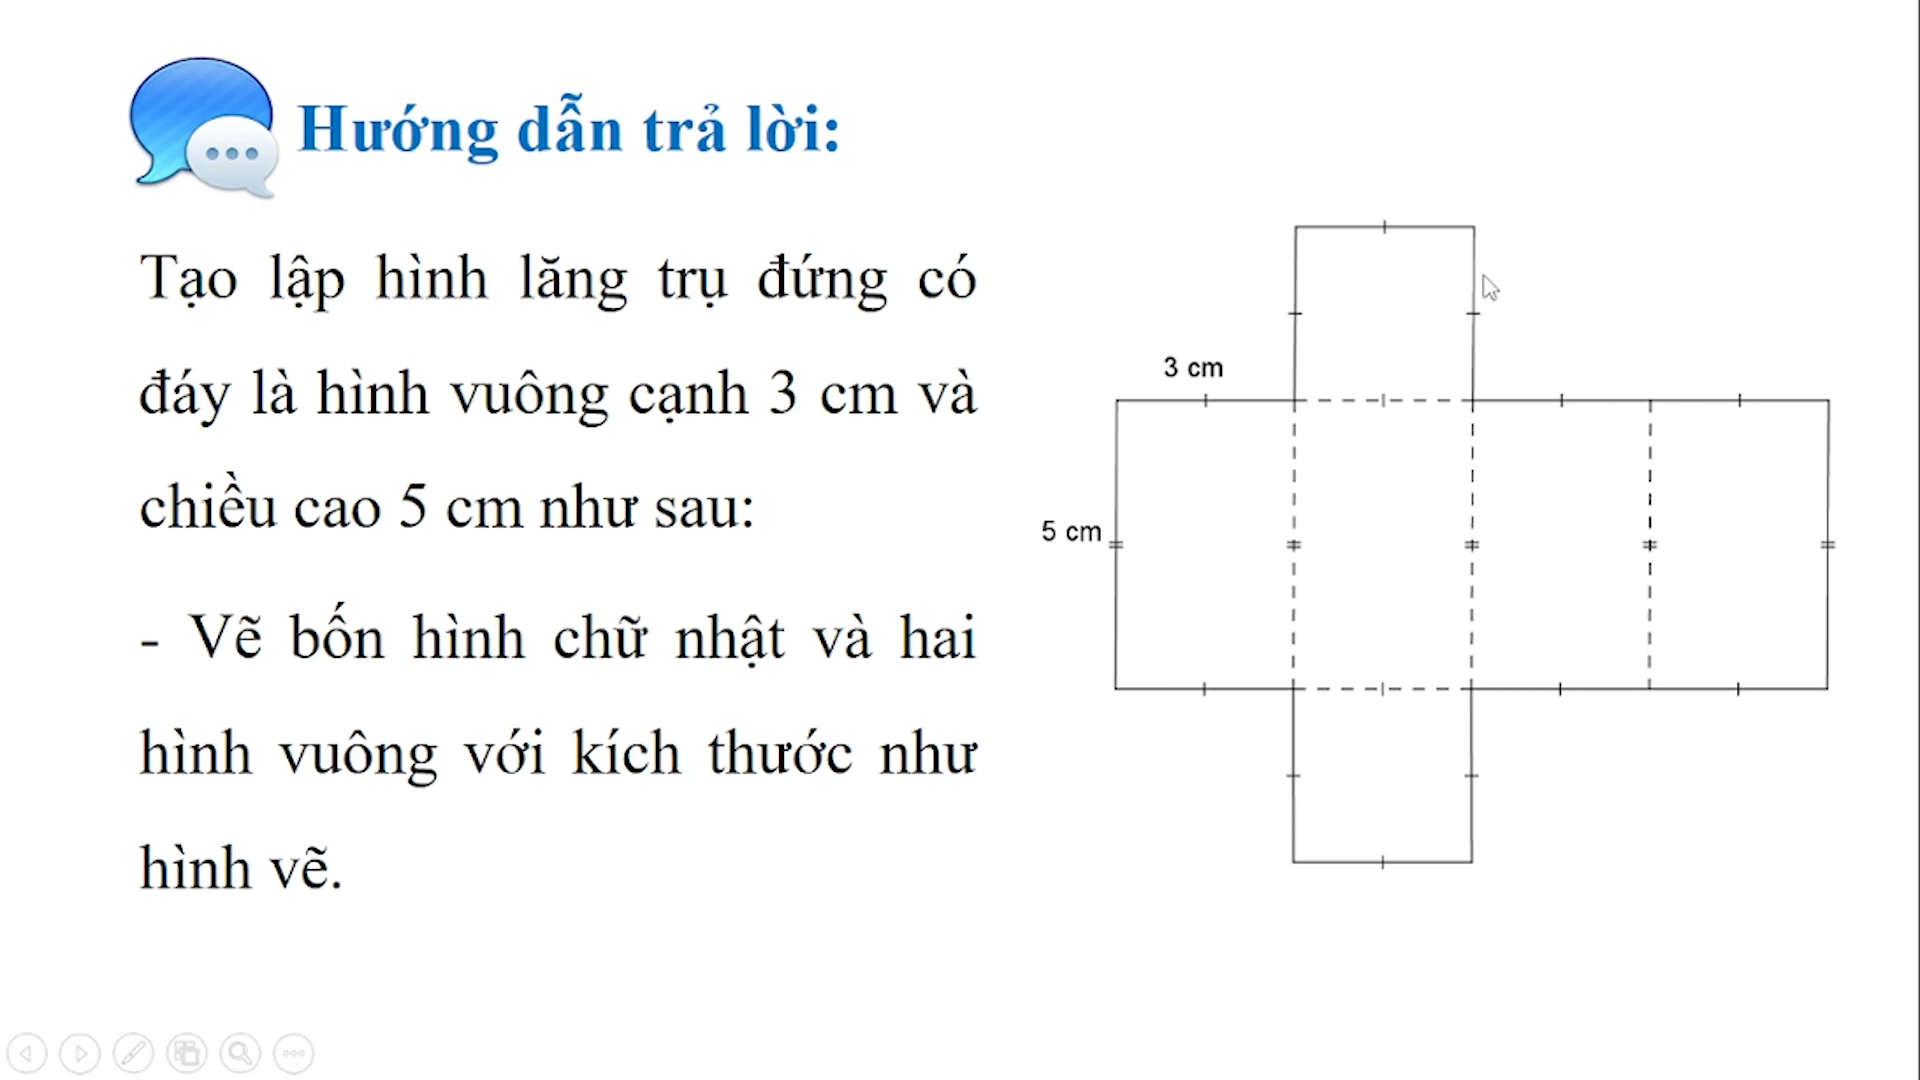 Hướng dẫn trả lời:
Tạo lập hình lăng trụ đứng có
đáy là hình vuông cạnh 3 cm và
chiều cao 5 cm như sau:
- Vẽ bốn hình chữ nhật và hai
hình vuông với kích thước như
hình vẽ.
3 cm
5 cm